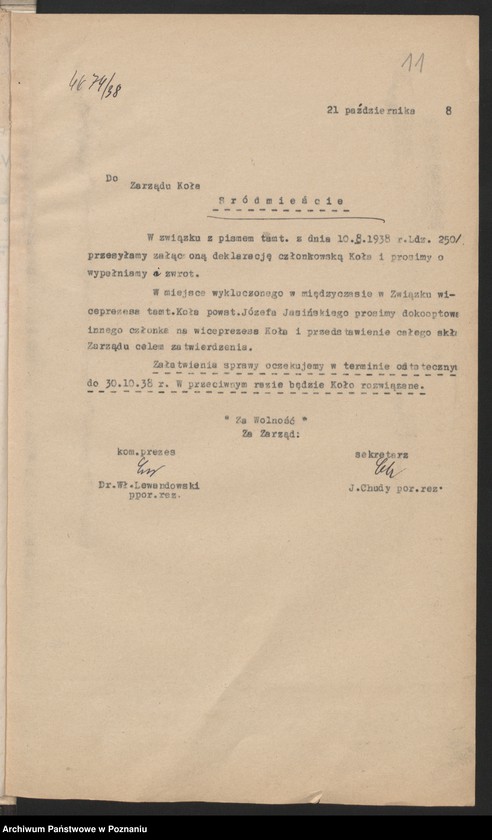 11
4674/38
21 października 8
Do
Zarządu Koła
Sródmieście
W związku z pismem tamt. z dnia 10.8.1938 r.Ldz. 250/
przesyłamy załączoną deklarację członkowską Koła i prosimy o
wypełniamy i zwrot.
W miejsce wykluczonego w międzyczasie w Związku wi-
ceprezesa tamt.Koła powst.Józefa Jasińskiego prosimy dokooptowa
innego członka na wiceprezesa Koła i przedstawienie całego skła
Zarządu celem zatwierdzenia.
Załatwienia sprawy oczekujemy w terminie odtatecznym
do 30.10.38 r. W przeciwnym razie będzie Koło rozwiązane.
" Za Wolność "
Za Zarząd:
kom.prezes sekretarz
Dr.Wł.Lewandowski J.Chudy por.rez.
ppor.rez.
Archiwum Państwowe w Poznaniu